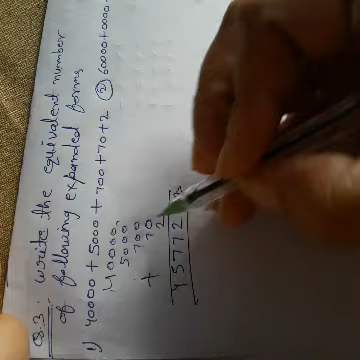 Q.3. Write the equivalent number
of following expanded forms
1) 40000+5000+700+70+2 ② 60000+0000
40000
5000
700
70
+ 2
45772